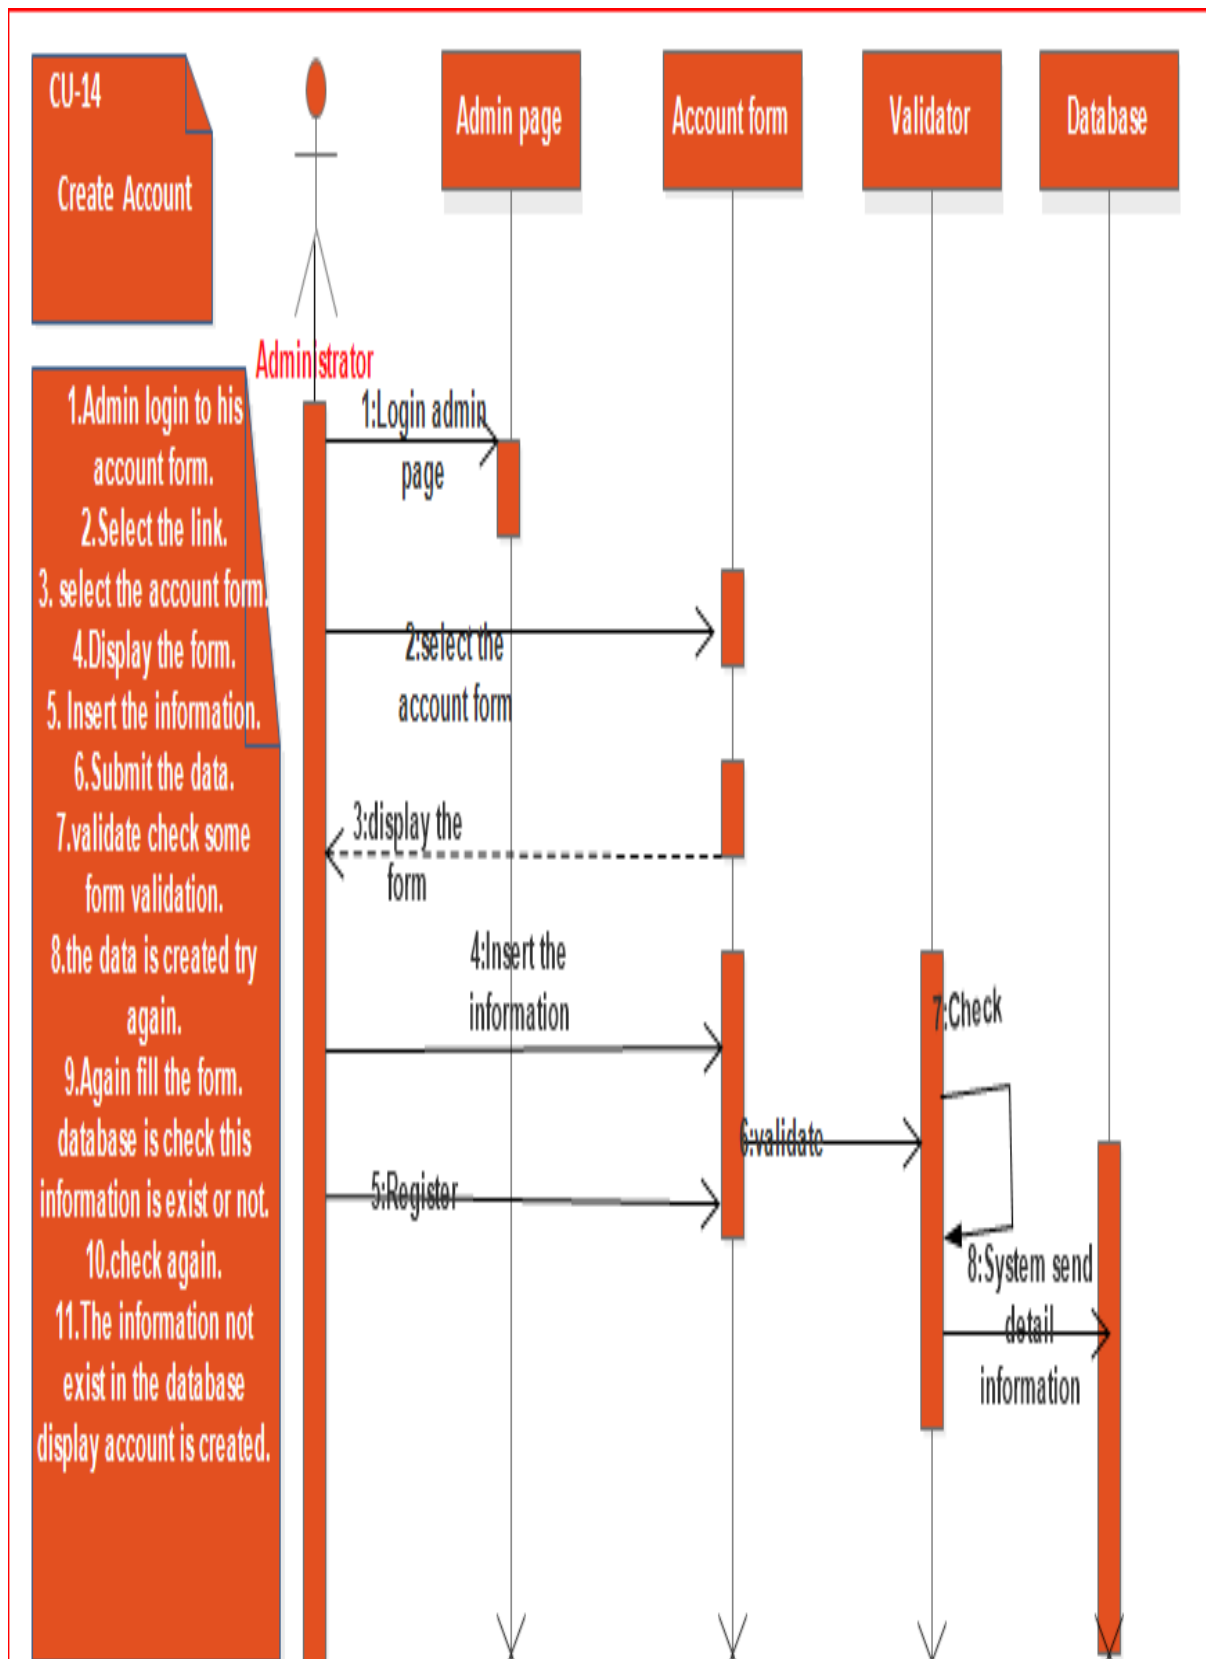 CU-14
Create Account
Administrator
Admin page
Account form
Validator
Database
1.Admin login to his
account form.
2.Select the link.
3. select the account form.
4.Display the form.
5. Insert the information.
6.Submit the data.
7.validate check some
form validation.
8.the data is created try
again.
9.Again fill the form.
database is check this
information is exist or not.
10.check again.
11.The information not
exist in the database
display account is created.
1:Login admin
page
2:select the
account form
3:display the
form
4:Insert the
information
5:Register
6:validate
7:Check
8:System send
detail
information